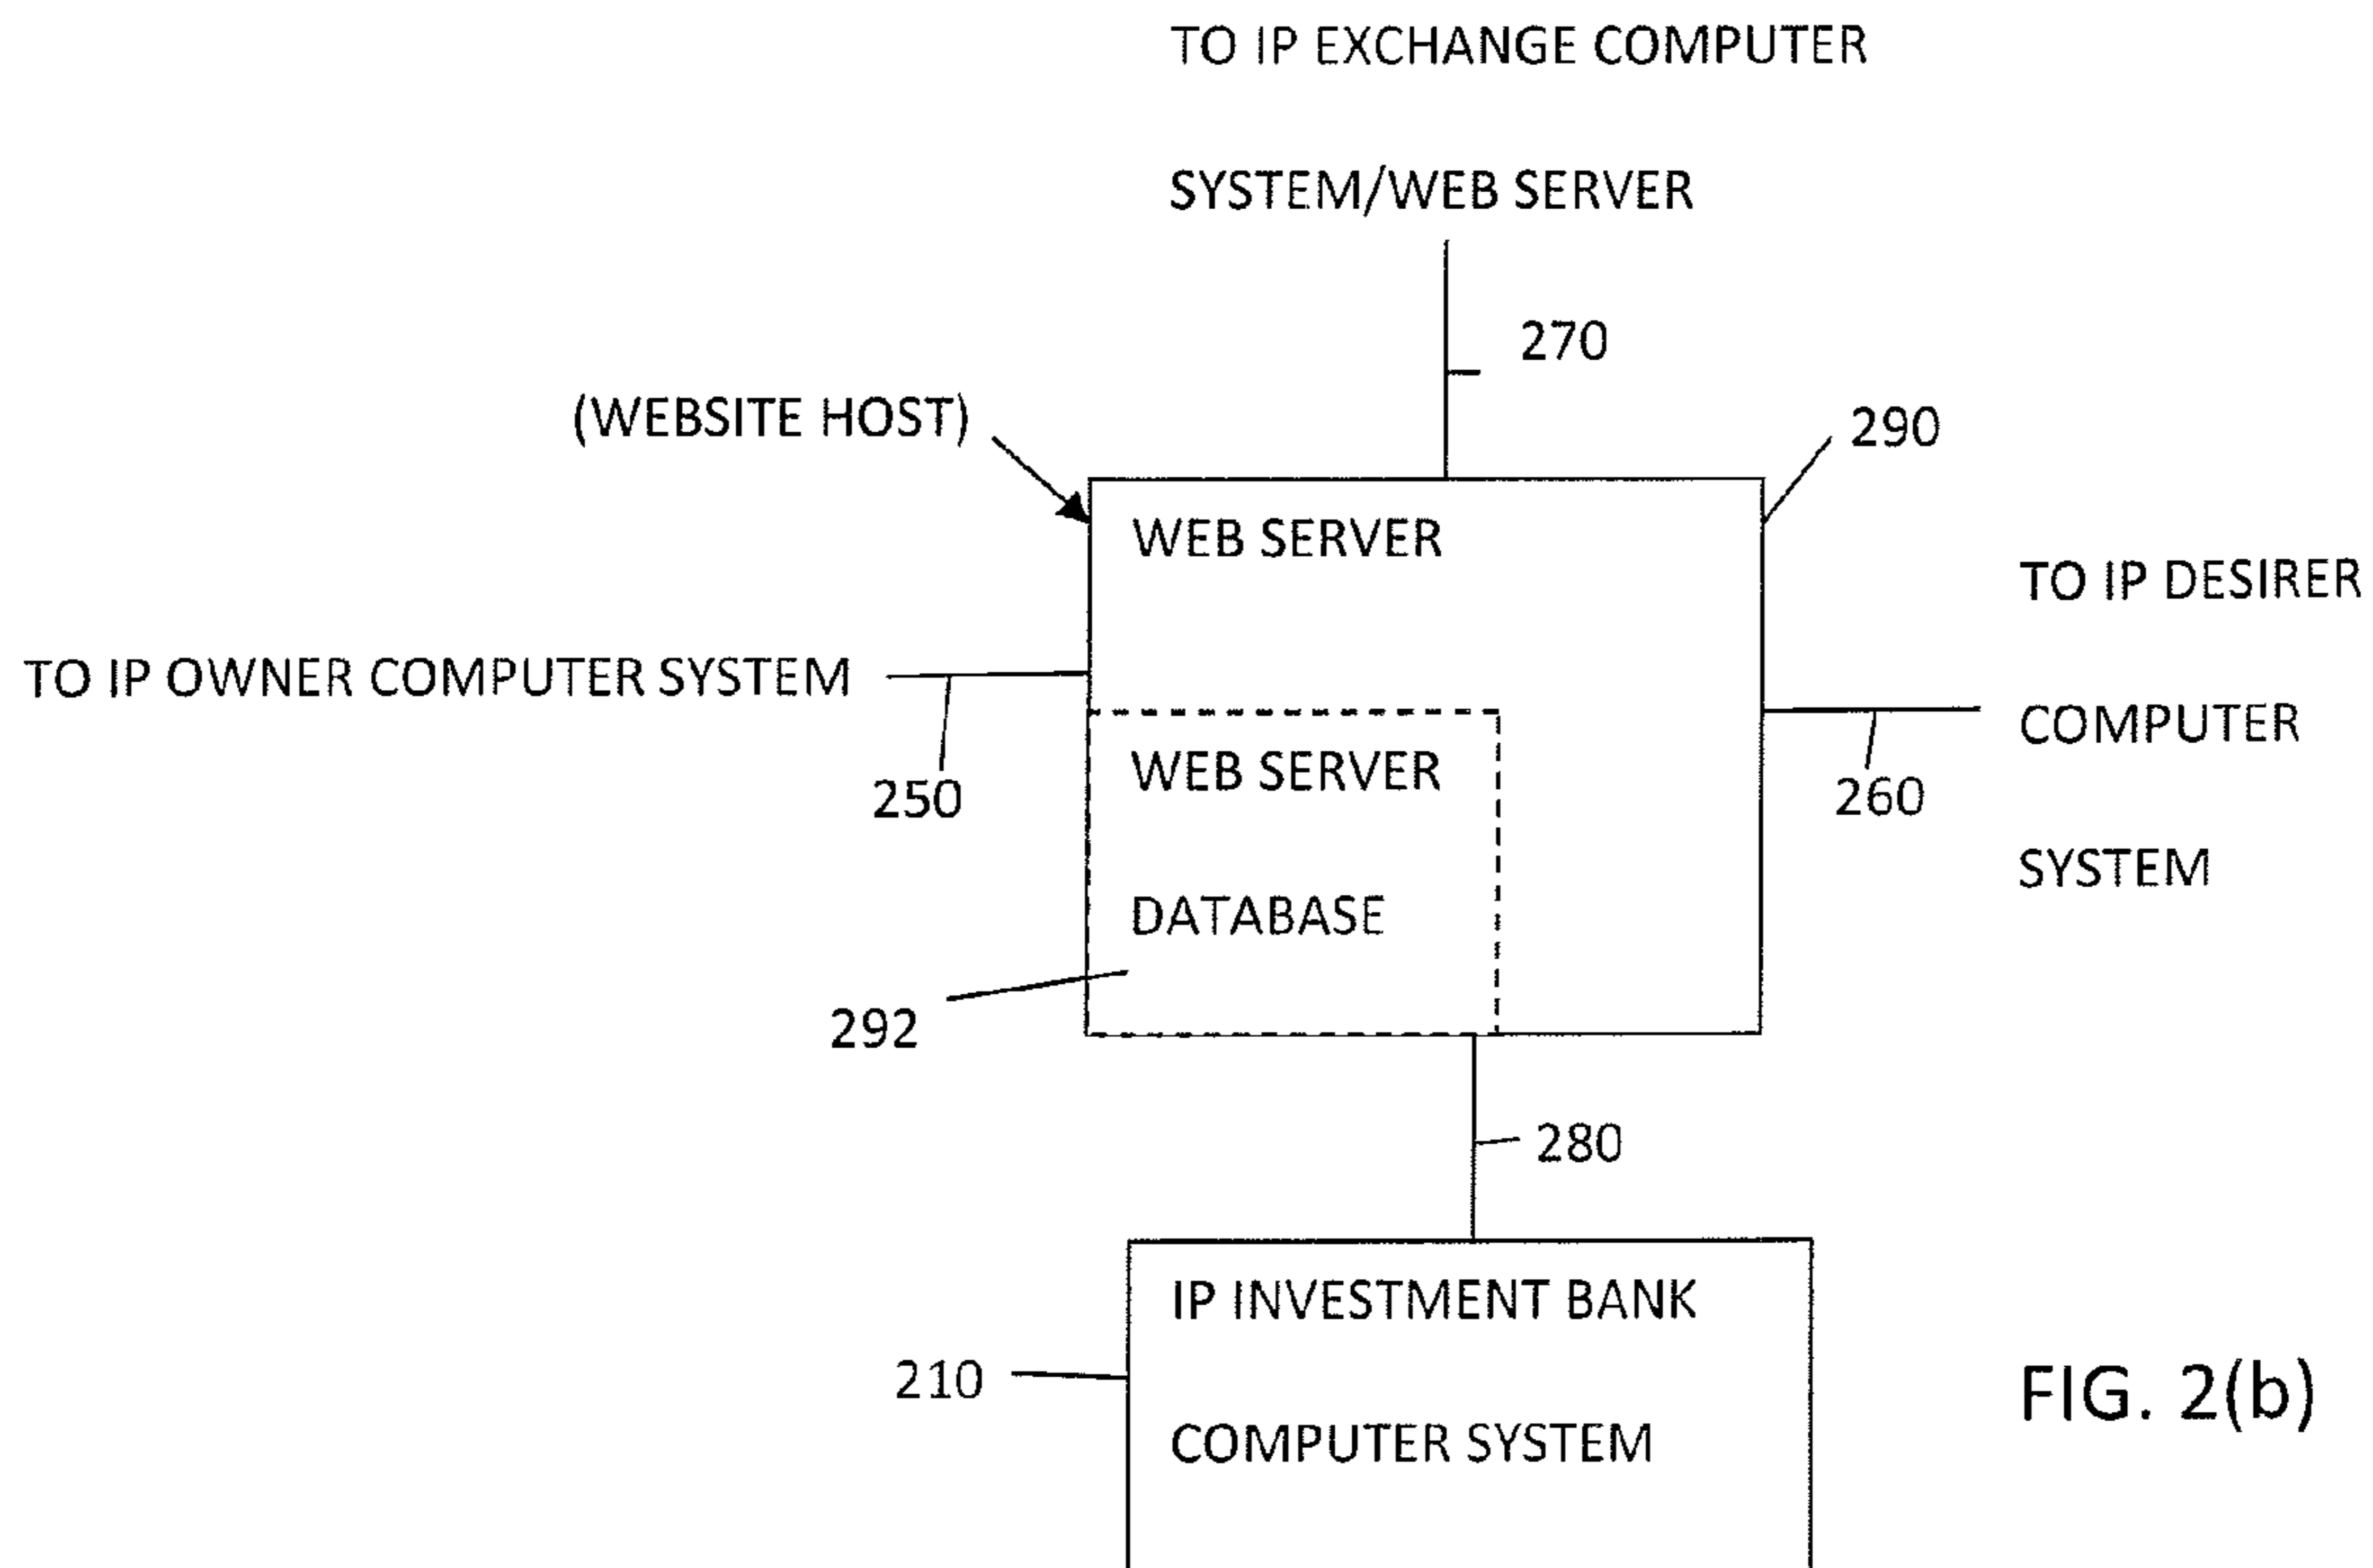 TO IP EXCHANGE COMPUTER
SYSTEM/WEB SERVER
270
(WEBSITE HOST)
290
WEB SERVER
TO IP DESIRER
TO IP OWNER COMPUTER SYSTEM
COMPUTER
WEB SERVER
250
260
SYSTEM
DATABASE
292
280
IP INVESTMENT BANK
210
FIG. 2(b)
COMPUTER SYSTEM